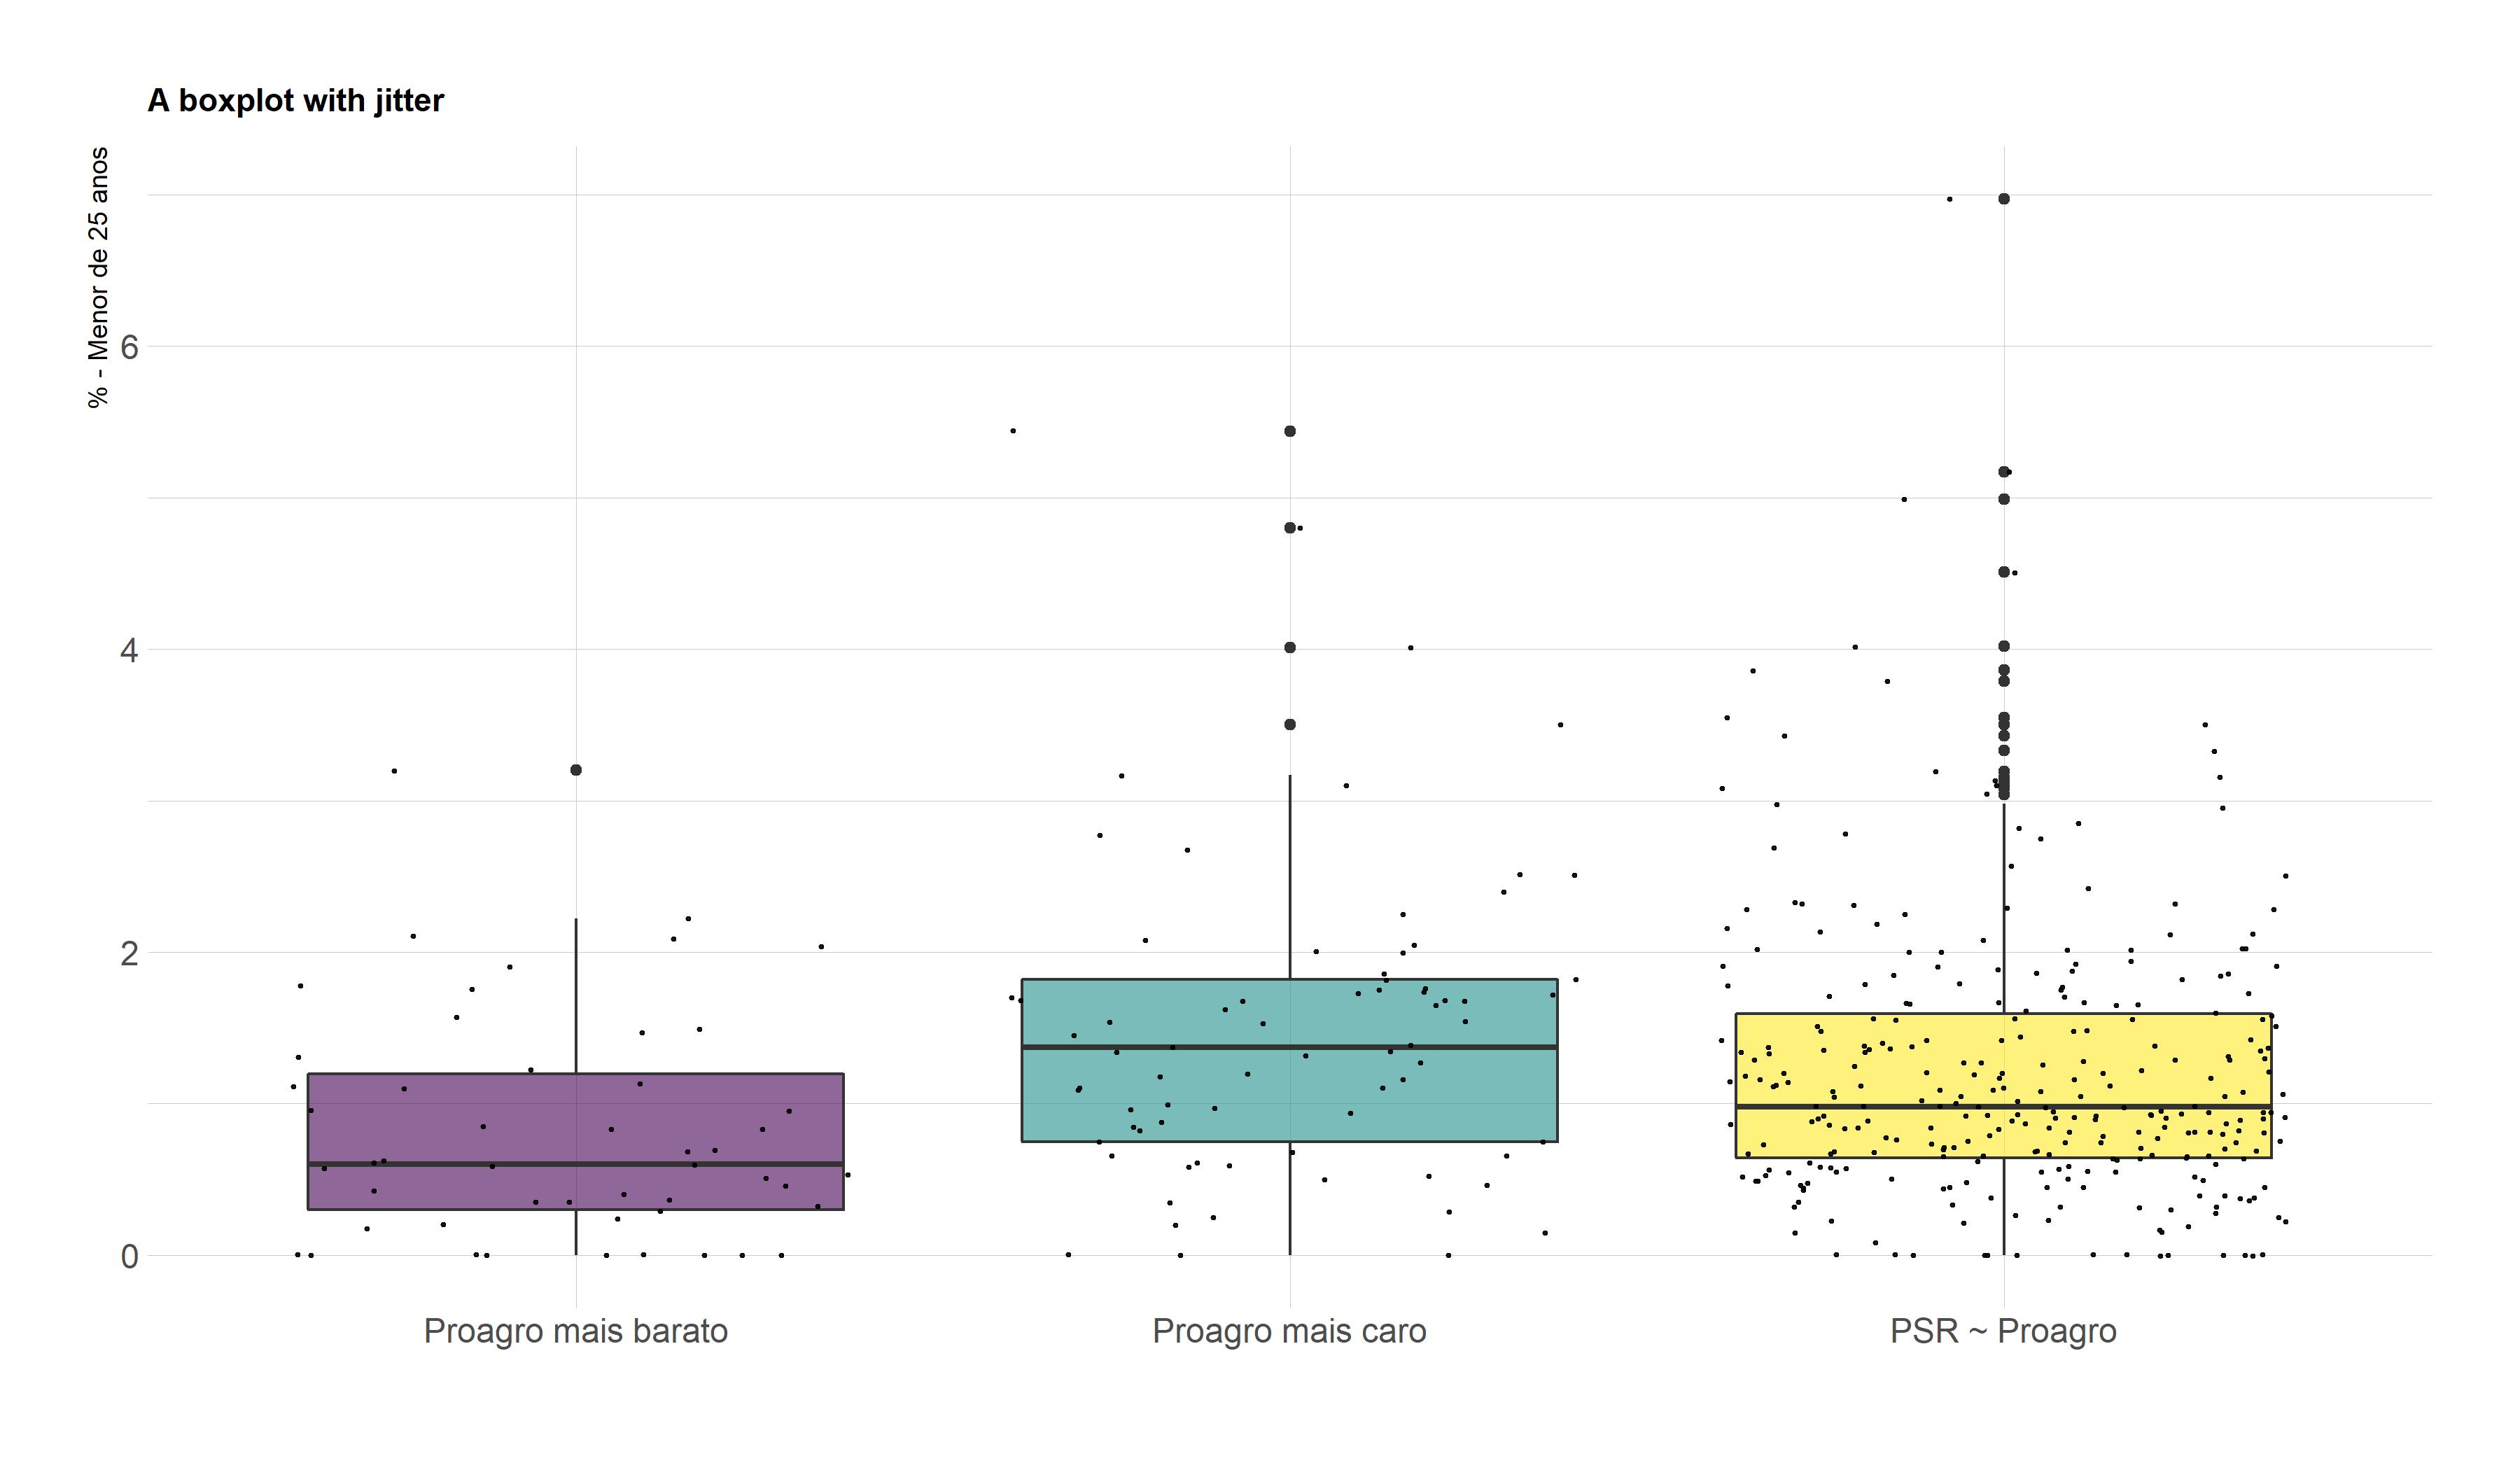 A boxplot with jitter
% - Menor de 25 anos
6
4
2
0
Proagro mais barato
Proagro mais caro
PSR ~ Proagro